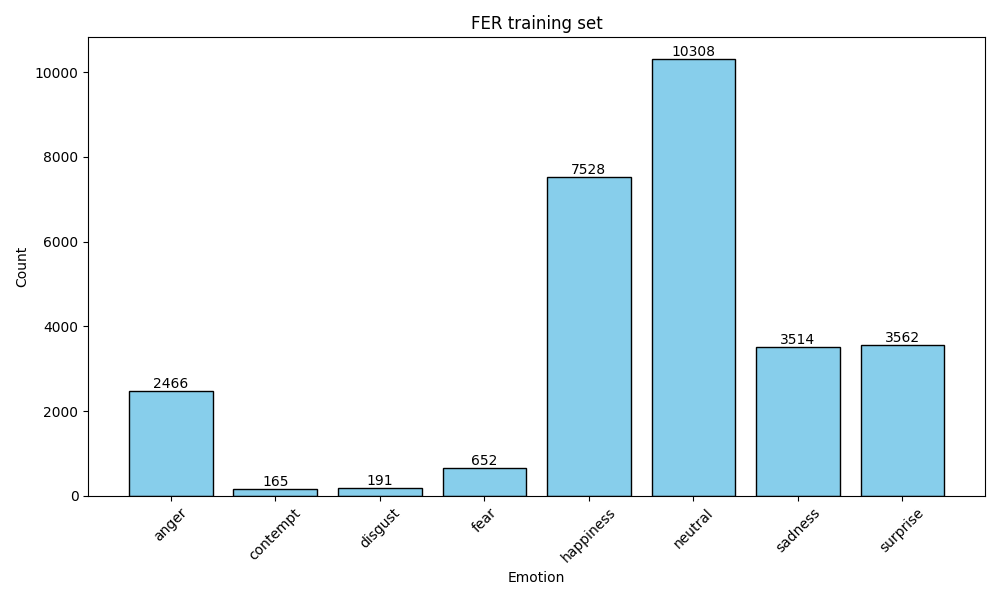 FER training set
10308
10000
8000
7528
6000
Count
4000
3514
3562
2466
2000
652
165
191
0
anger
contempt
disgust
fear
happiness
neutral
sadness
surprise
Emotion